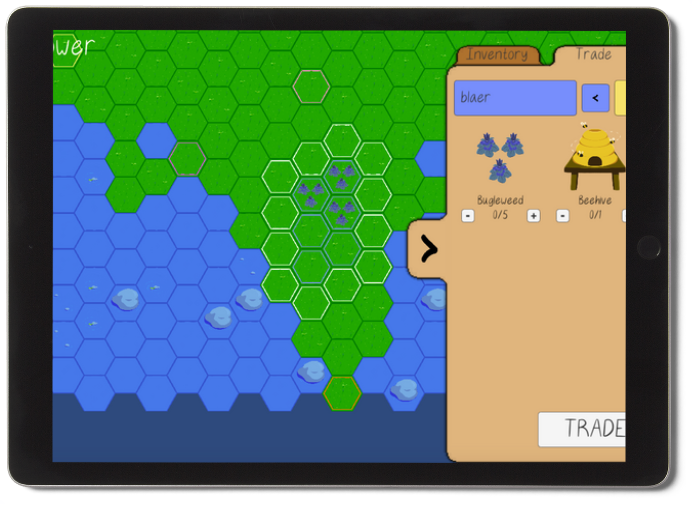 wer
Inventory Trade
blaer <
Bugleweed Beehive
- 0/5 + - 0/1
>
TRADE